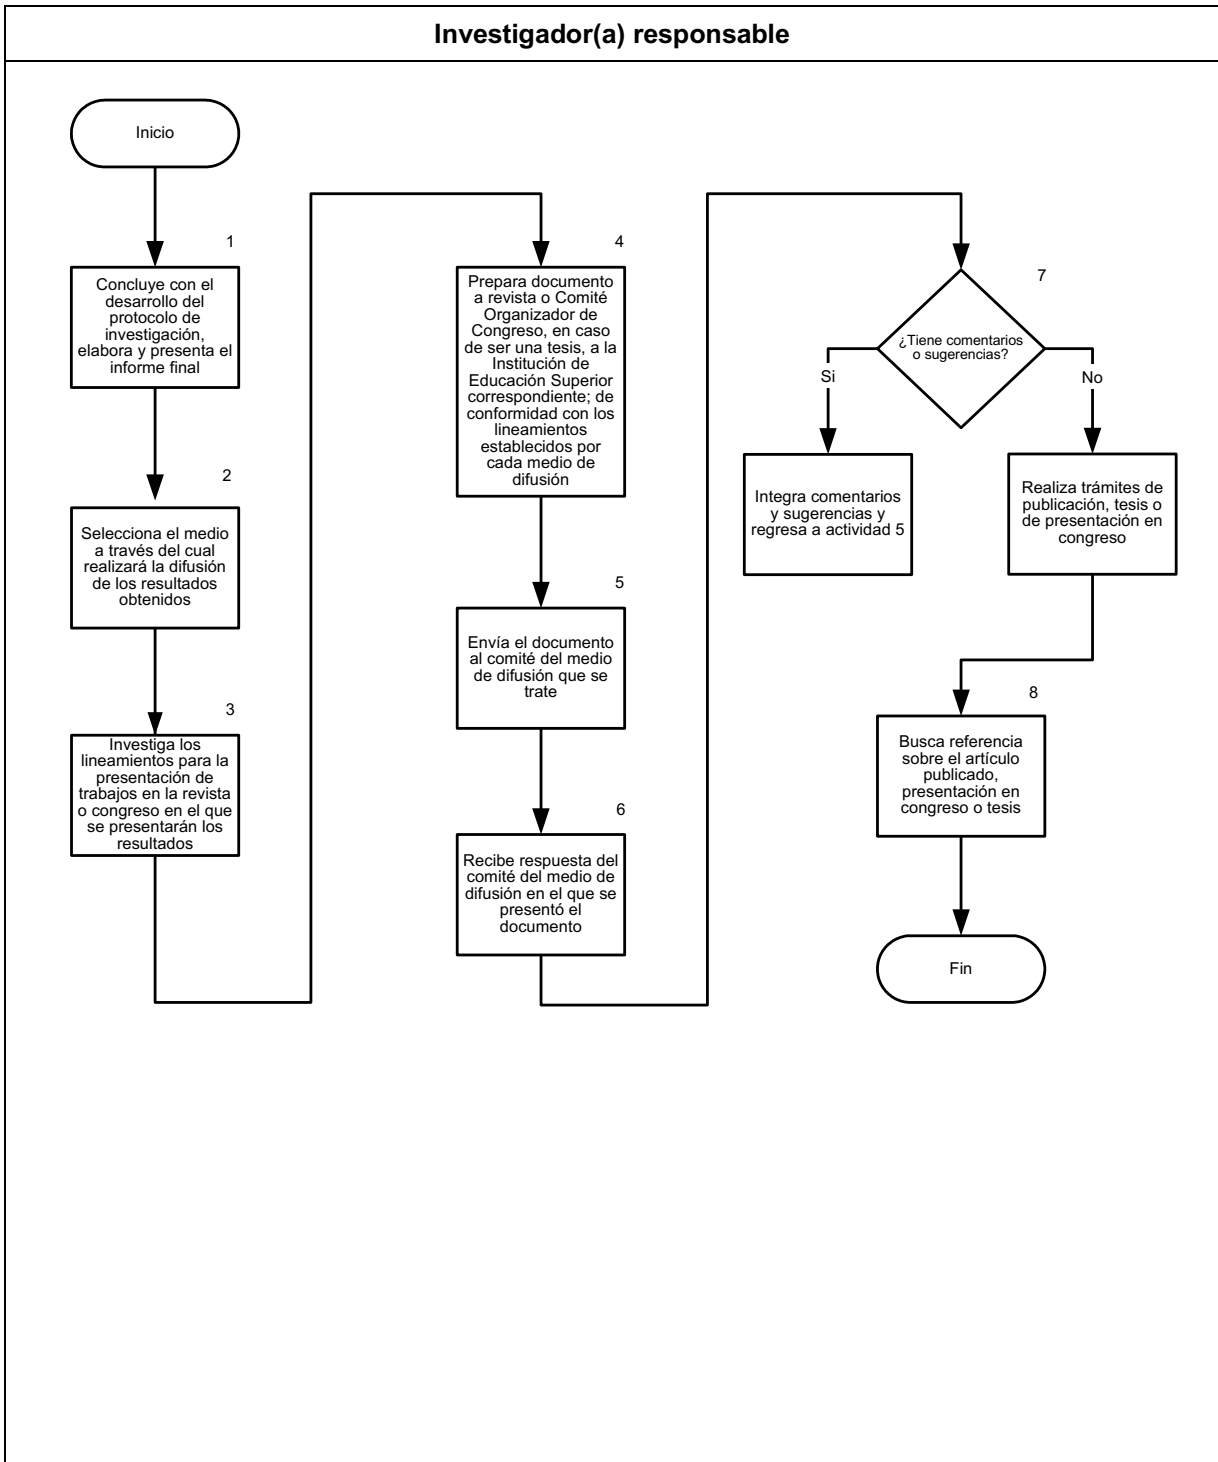 Investigador(a) responsable
Inicio
1
Concluye con el
desarrollo del
protocolo de
investigación,
elabora y presenta el
informe final
2
Selecciona el medio
a través del cual
realizará la difusión
de los resultados
obtenidos
3
Investiga los
lineamientos para la
presentación de
trabajos en la revista
o congreso en el que
se presentarán los
resultados
4
Prepara documento
a revista o Comité
Organizador de
Congreso, en caso
de ser una tesis, a la
Institución de
Educación Superior
correspondiente; de
conformidad con los
lineamientos
establecidos por
cada medio de
difusión
5
Envía el documento
al comité del medio
de difusión que se
trate
6
Recibe respuesta del
comité del medio de
difusión en el que se
presentó el
documento
7
¿Tiene comentarios
o sugerencias?
Si
No
Integra comentarios
y sugerencias y
regresa a actividad 5
Realiza trámites de
publicación, tesis o
de presentación en
congreso
8
Busca referencia
sobre el artículo
publicado,
presentación en
congreso o tesis
Fin